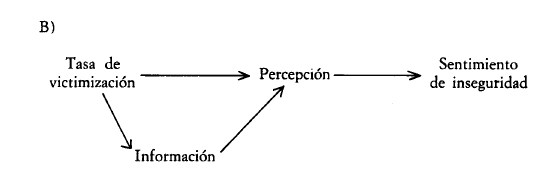 B)
Tasa de
victimización
Percepción
Sentimiento
de inseguridad
Información